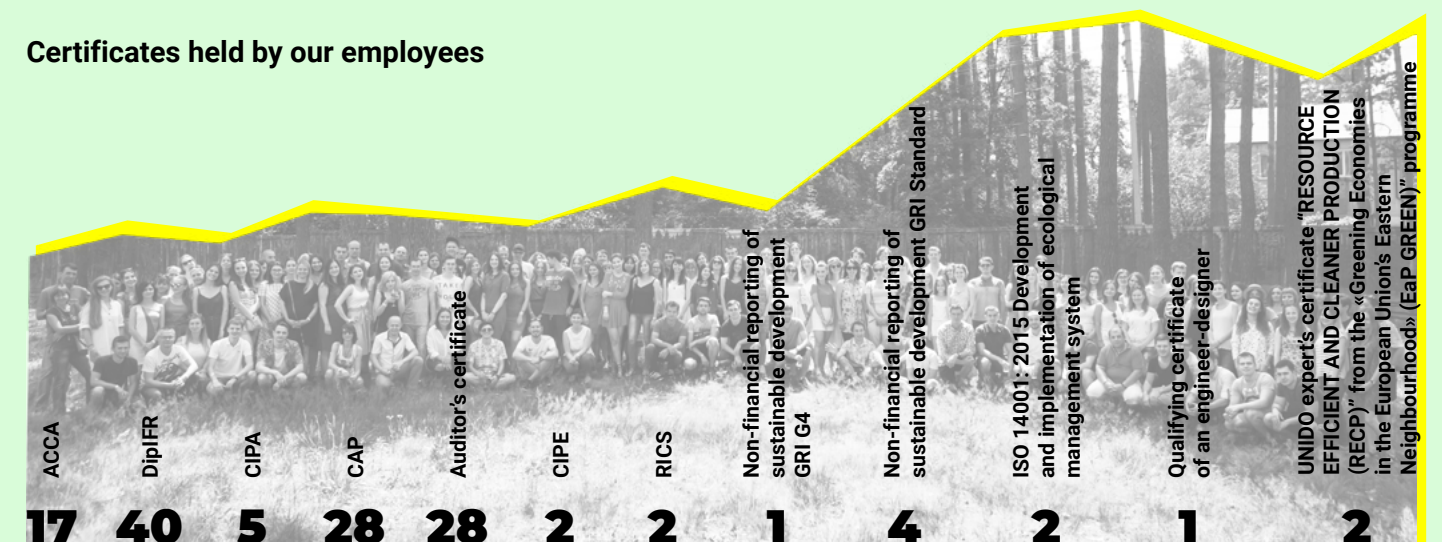 Certificates held by our employees
ACCA
DipIFR
CIPA
CAP
Auditor's certificate
CIPE
RICS
Non-financial reporting of
sustainable development
GRI G4
Non-financial reporting of
sustainable development GRI Standard
ISO 14001: 2015 Development
and implementation of ecological
management system
Qualifying certificate
of an engineer-designer
UNIDO expert's certificate “RESOURCE
EFFICIENT AND CLEANER PRODUCTION
(RECP)” from the «Greening Economies
in the European Union's Eastern
Neighbourhood» (EaP GREEN)” programme
17 40 5 28 28 2 2 1 4 2 1 2